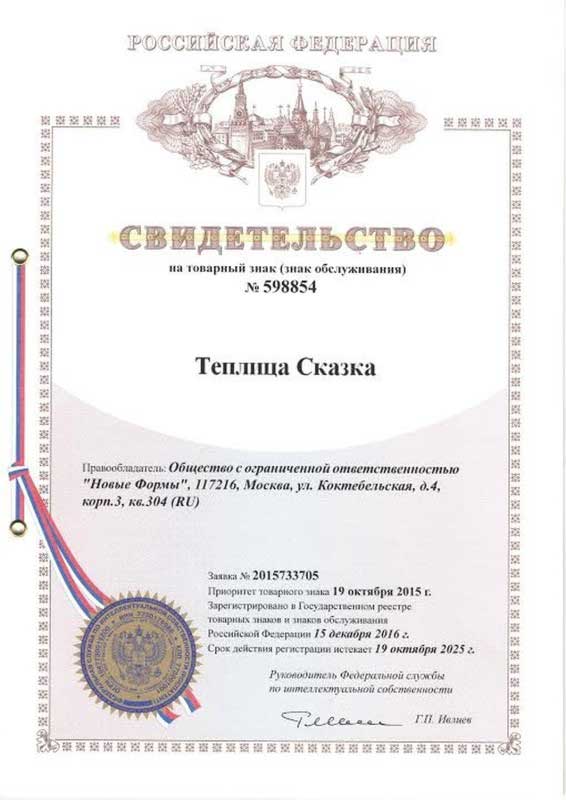 РОССИЙСКАЯ ФЕДЕРАЦИЯ
СВИДЕТЕЛЬСТВО
на товарный знак (знак обслуживания)
№ 598854
Теплица Сказка
Правообладатель: Общество с ограниченной ответственностью
"Новые Формы", 117216, Москва, ул. Коктебельская, д.4,
корп.3, кв.304 (RU)
Заявка № 2015733705
Приоритет товарного знака 19 октября 2015 г.
Зарегистрировано в Государственном реестре
товарных знаков и знаков обслуживания
Российской Федерации 15 декабря 2016 г.
Срок действия регистрации истекает 19 октября 2025 г.
Руководитель Федеральной службы
по интеллектуальной собственности
Г.П. Ивлиев